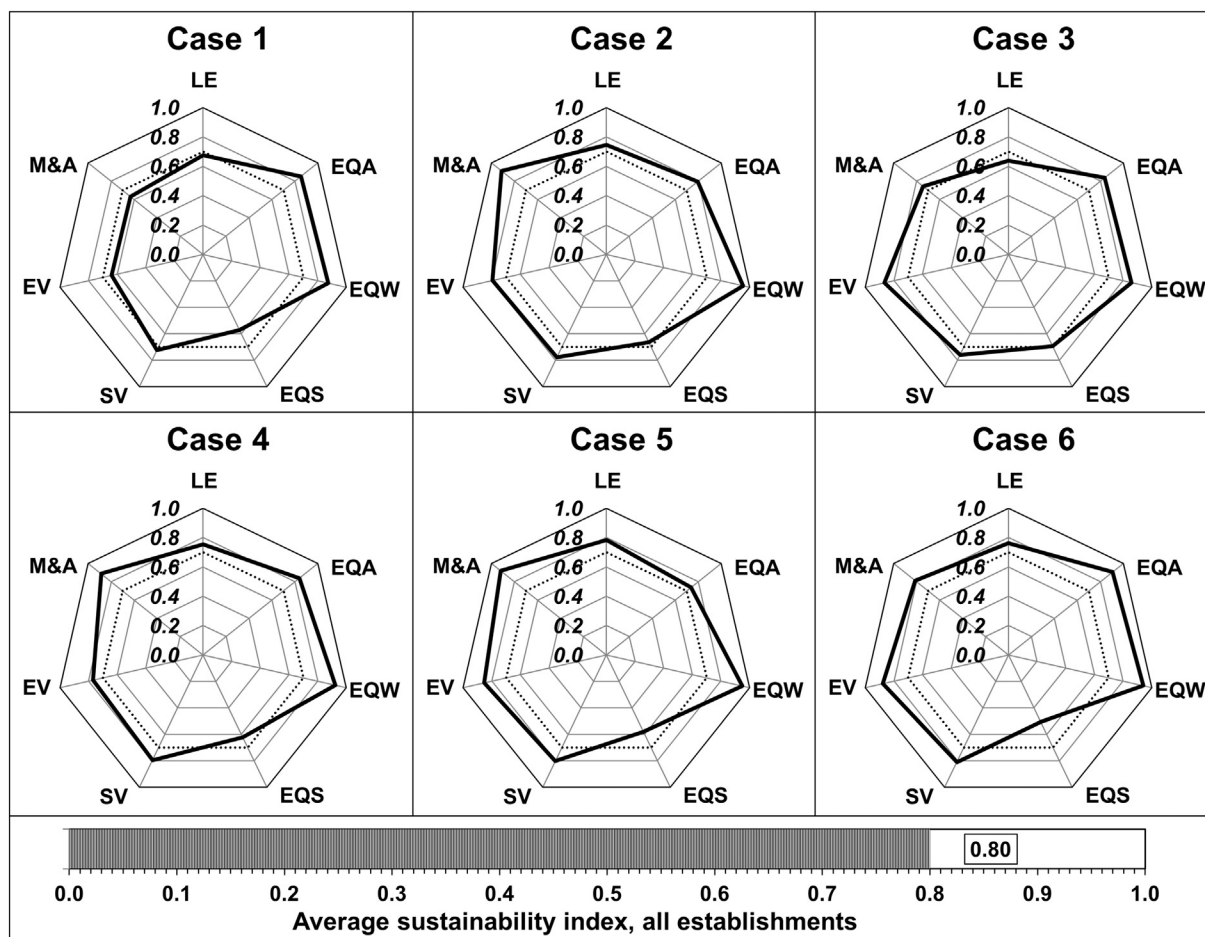 Case 1
LE
1.0
0.8
0.6
0.4
0.2
0.0
M&A
EQA
EV
EQW
SV
EQS
Case 2
LE
1.0
0.8
0.6
0.4
0.2
0.0
M&A
EQA
EV
EQW
SV
EQS
Case 3
LE
1.0
0.8
0.6
0.4
0.2
0.0
M&A
EQA
EV
EQW
SV
EQS
Case 4
LE
1.0
0.8
0.6
0.4
0.2
0.0
M&A
EQA
EV
EQW
SV
EQS
Case 5
LE
1.0
0.8
0.6
0.4
0.2
0.0
M&A
EQA
EV
EQW
SV
EQS
Case 6
LE
1.0
0.8
0.6
0.4
0.2
0.0
M&A
EQA
EV
EQW
SV
EQS
0.80
0.0 0.1 0.2 0.3 0.4 0.5 0.6 0.7 0.8 0.9 1.0
Average sustainability index, all establishments